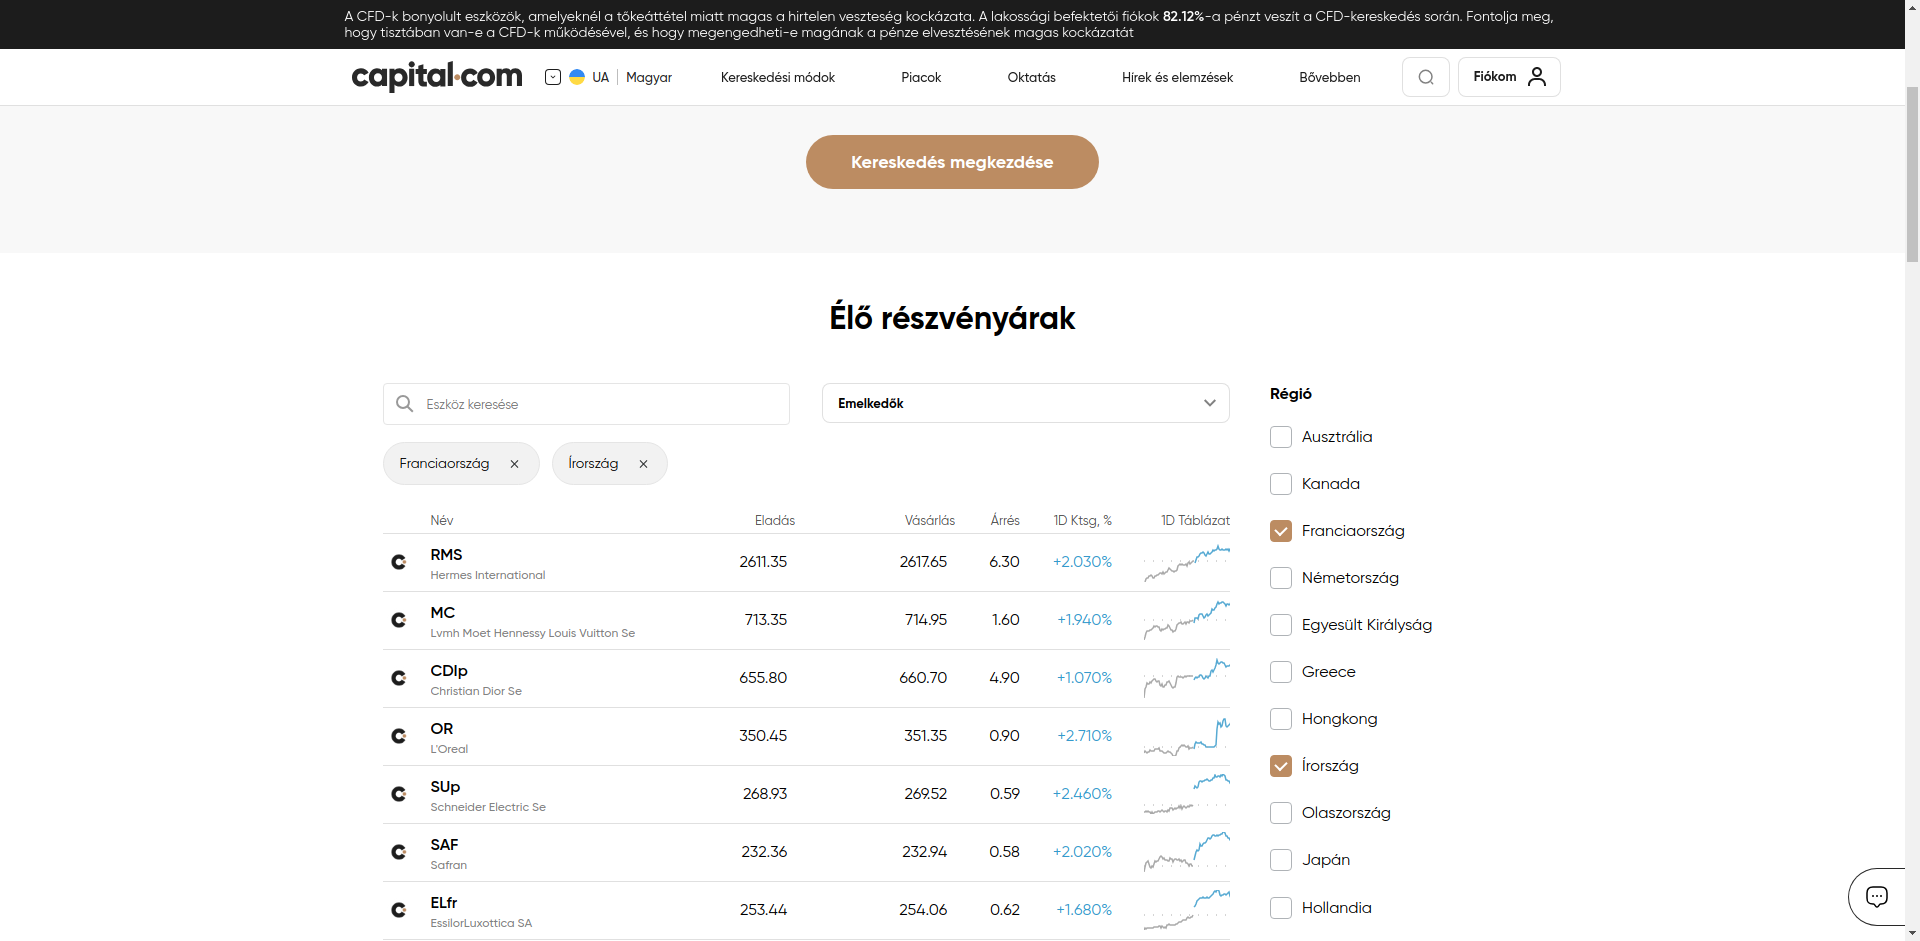 A CFD-k bonyolult eszközök, amelyeknél a tőkeáttétel miatt magas a hirtelen veszteség kockázata. A lakossági befektetői fiókok 82.12%-a pénzt veszít a CFD-kereskedés során. Fontolja meg,
hogy tisztában van-e a CFD-k működésével, és hogy megengedheti-e magának a pénze elvesztésének magas kockázatát
capital.com UA Magyar Kereskedési módok Piacok Oktatás Hírek és elemzések Bővebben Fiókom
Kereskedés megkezdése
Élő részvényárak
Eszköz keresése
Emelkedők
Franciaország ×
Írország ×
Név Eladás Vásárlás Árrés 1D Ktsg, % 1D Táblázat
RMS 2611.35 2617.65 6.30 +2.030%
Hermes International
MC 713.35 714.95 1.60 +1.940%
Lvmh Moet Hennessy Louis Vuitton Se
CDIp 655.80 660.70 4.90 +1.070%
Christian Dior Se
OR 350.45 351.35 0.90 +2.710%
L'Oreal
SUp 268.93 269.52 0.59 +2.460%
Schneider Electric Se
SAF 232.36 232.94 0.58 +2.020%
Safran
ELfr 253.44 254.06 0.62 +1.680%
EssilorLuxottica SA
Régió
Ausztrália
Kanada
Franciaország
Németország
Egyesült Királyság
Greece
Hongkong
Írország
Olaszország
Japán
Hollandia